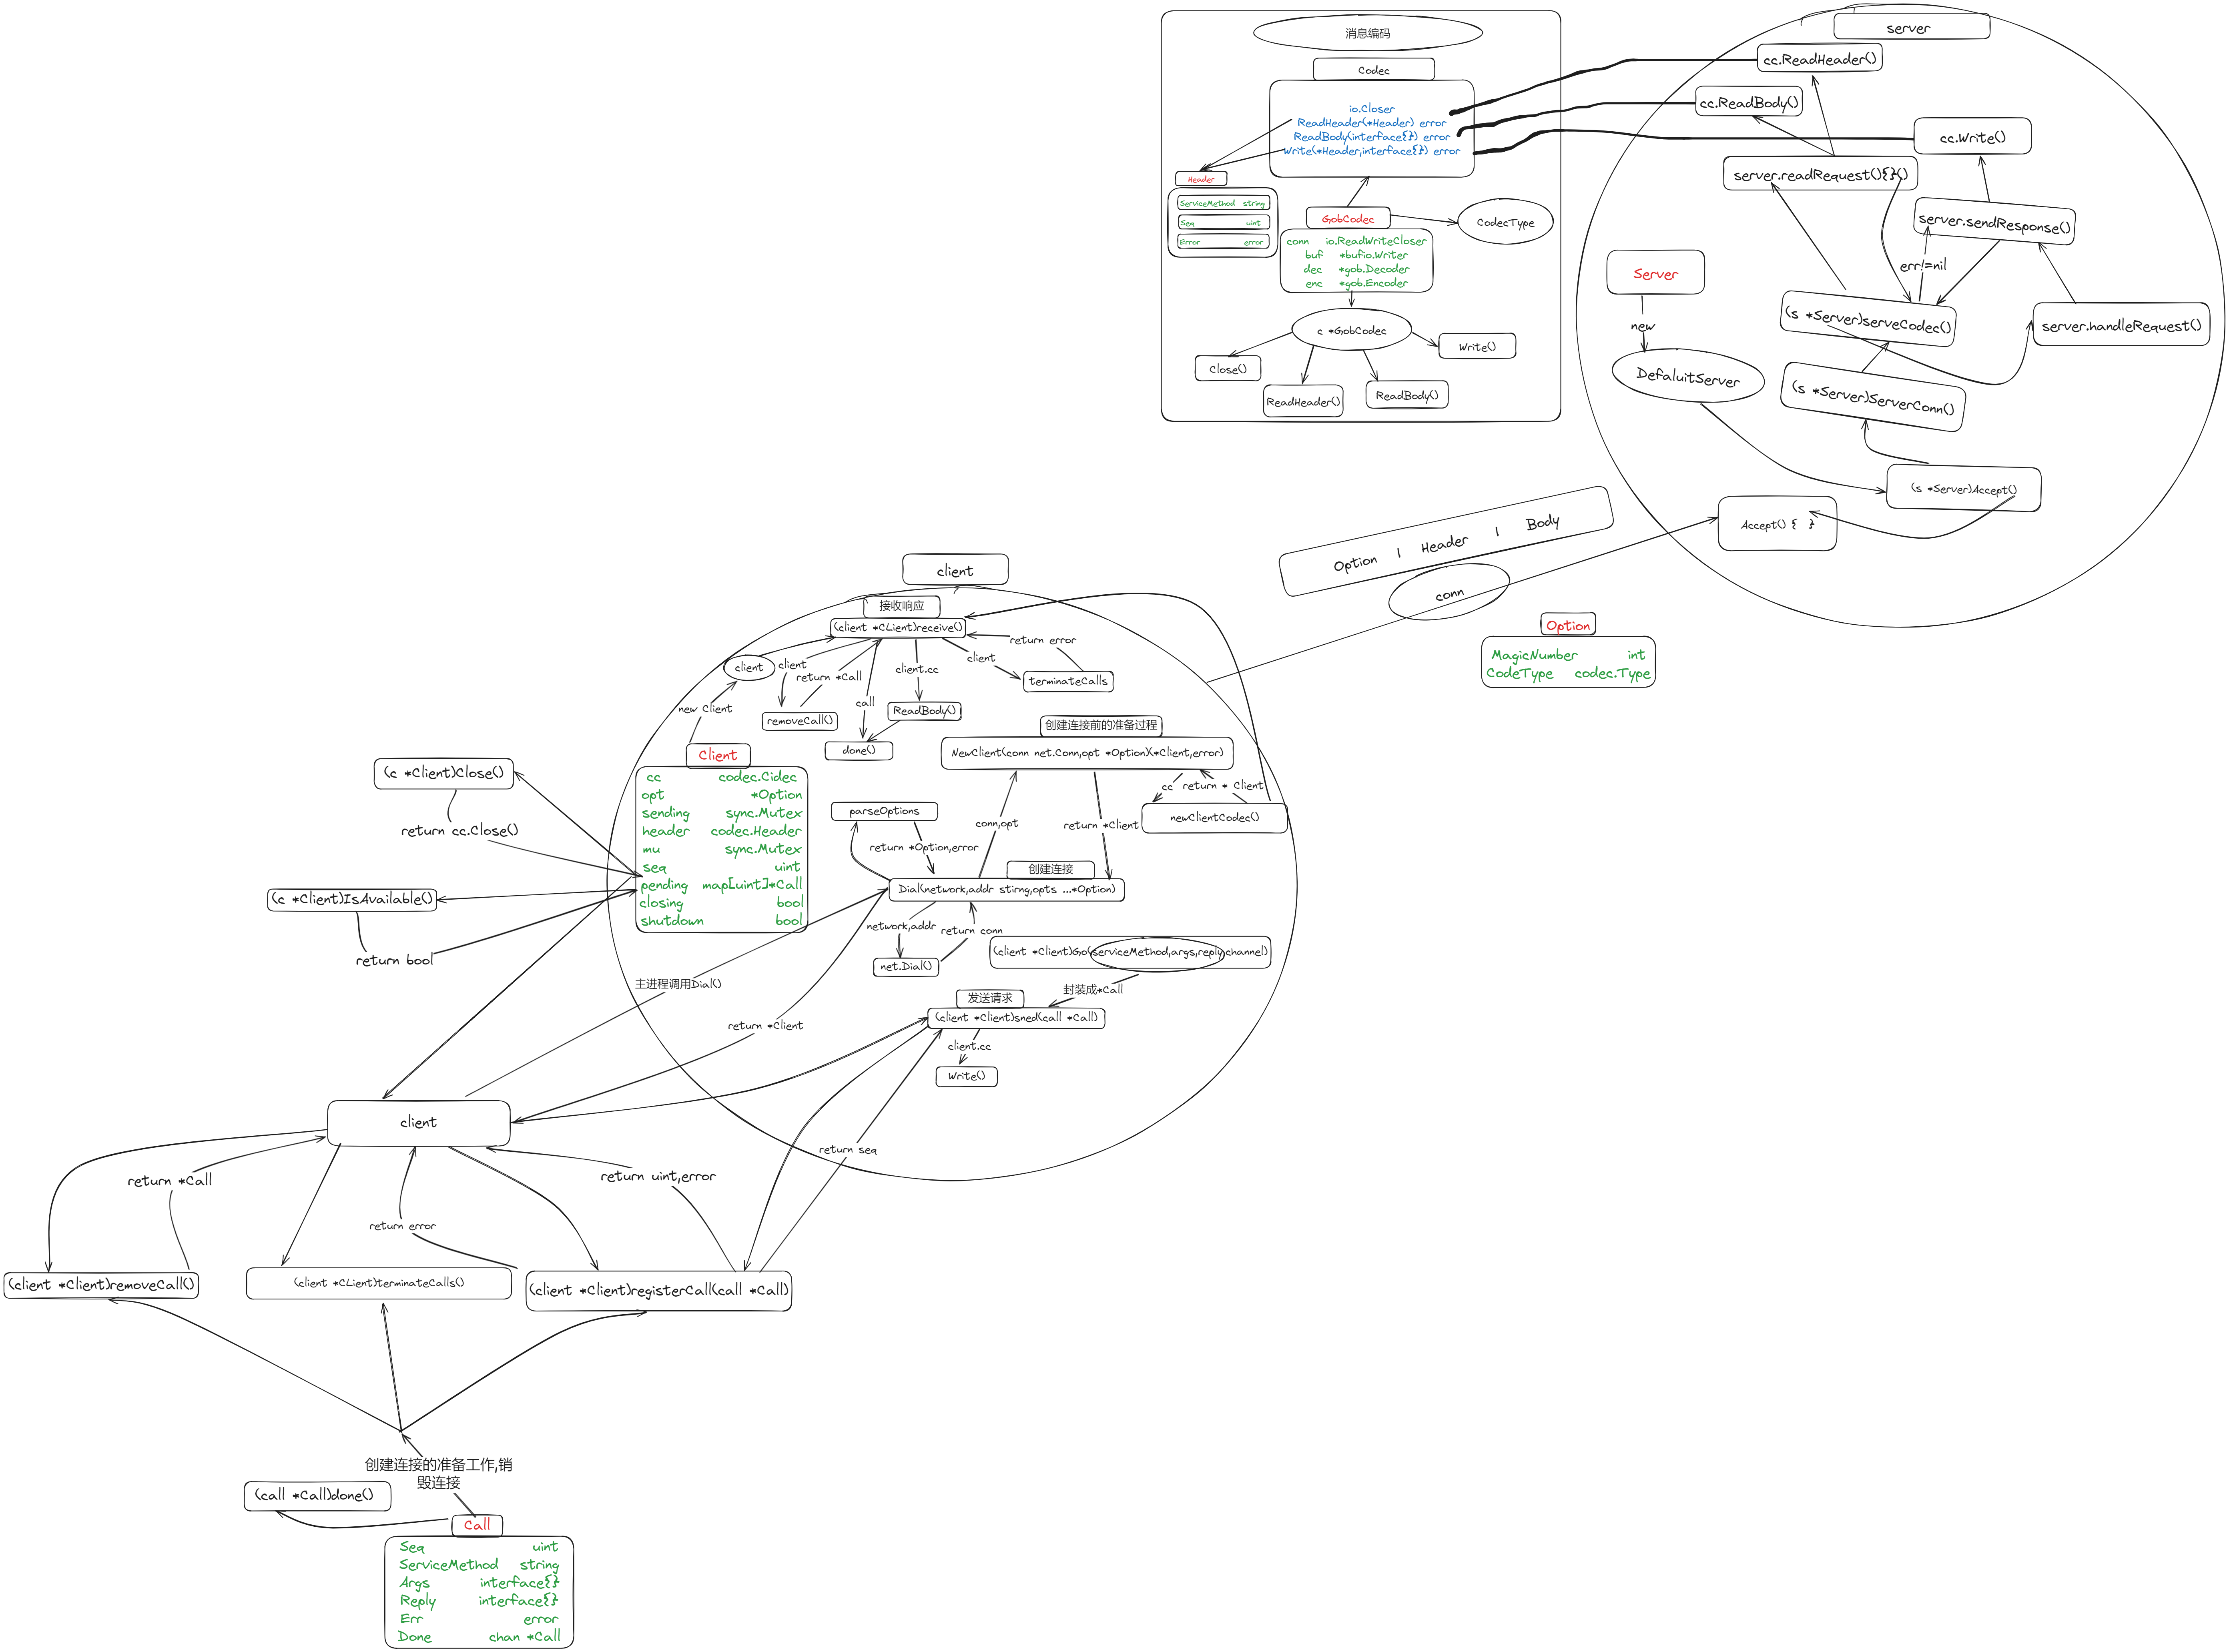 消息编码
Codec
io.Closer
ReadHeader(*Header) error
ReadBody(interface{}) error
Write(*Header,interface{}) error
Header
ServiceMethod string
Seq uint
Error error
GobCodec
CodecType
conn io.ReadWriteCloser
buf *bufio.Writer
dec *gob.Decoder
enc *gob.Encoder
c *GobCodec
Close()
ReadHeader()
ReadBody()
Write()
server
cc.ReadHeader()
cc.ReadBody()
cc.Write()
server.readRequest(){}()
server.sendResponse()
err!=nil
Server
new
DefaluitServer
(s *Server)serveCodec()
server.handleRequest()
(s *Server)ServerConn()
(s *Server)Accept()
Accept() { }
Option | Header | Body
conn
Option
MagicNumber int
CodeType codec.Type
client
接收响应
(client *CLient)receive()
client
client
return *Call
call
client.cc
client
return error
terminateCalls
new Client
removeCall()
ReadBody()
done()
Client
cc codec.Cidec
opt *Option
sending sync.Mutex
header codec.Header
mu sync.Mutex
seq uint
pending map[uint]*Call
closing bool
shutdown bool
创建连接前的准备过程
NewClient(conn net.Conn,opt *Option)(*Client,error)
cc
return * Client
newClientCodec()
parseOptions
return *Option,error
conn,opt
return *Client
创建连接
Dial(network,addr stirng,opts ...*Option)
network,addr
return conn
net.Dial()
(client *Client)Go(serviceMethod,args,reply,channel)
封装成*Call
发送请求
(client *Client)sned(call *Call)
client.cc
Write()
(c *Client)Close()
return cc.Close()
(c *Client)IsAvailable()
return bool
主进程调用Dial()
return *Client
client
return *Call
return error
return uint,error
return seq
(client *Client)removeCall()
(client *CLient)terminateCalls()
(client *Client)registerCall(call *Call)
创建连接的准备工作,销
毁连接
(call *Call)done()
Call
Seq uint
ServiceMethod string
Args interface{}
Reply interface{}
Err error
Done chan *Call